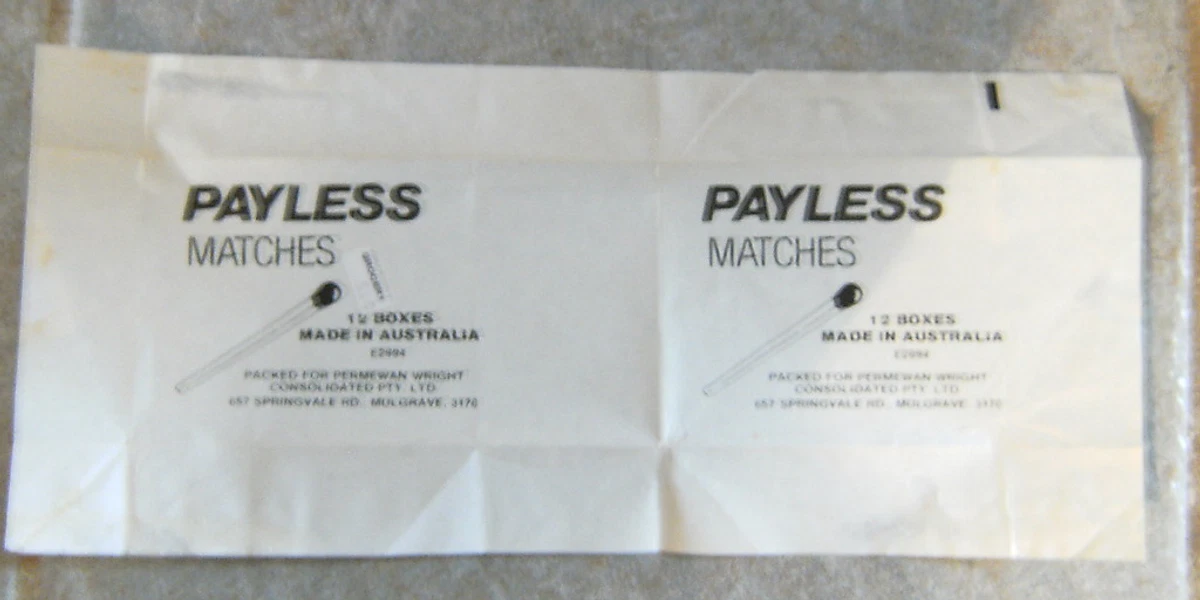 PAYLESS
MATCHES
12 BOXES
MADE IN AUSTRALIA
E2994
PACKED FOR PERMEWAN WRIGHT
CONSOLIDATED PTY. LTD.
657 SPRINGVALE RD., MULGRAVE. 3170
PAYLESS
MATCHES
12 BOXES
MADE IN AUSTRALIA
E2994
PACKED FOR PERMEWAN WRIGHT
CONSOLIDATED PTY. LTD.
657 SPRINGVALE RD., MULGRAVE. 3170